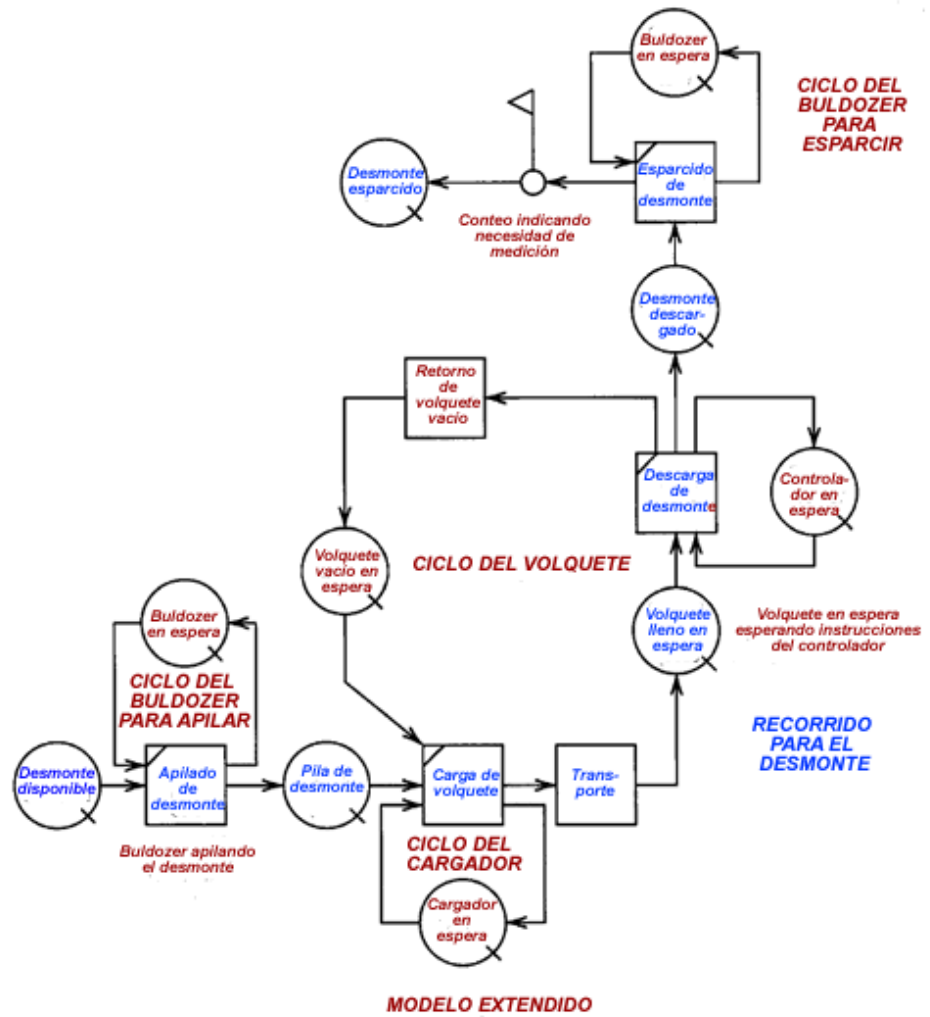 Buldozer
en espera
CICLO DEL
BULDOZER
PARA
ESPARCIR
Desmonte
esparcido
Esparcido
de
desmonte
Conteo indicando
necesidad de
medición
Desmonte
descar-
gado
Retorno
de
volquete
vacio
Descarga
de
desmonte
Controla-
dor en
espera
Volquete
vacio en
espera
CICLO DEL VOLQUETE
Volquete
lleno en
espera
Volquete en espera
esperando instrucciones
del controlador
Buldozer
en espera
CICLO DEL
BULDOZER
PARA APILAR
RECORRIDO
PARA EL
DESMONTE
Desmonte
disponible
Apilado
de
desmonte
Pila de
desmonte
Carga de
volquete
Trans-
porte
Buldozer apilando
el desmonte
CICLO DEL
CARGADOR
Cargador
en
espera
MODELO EXTENDIDO